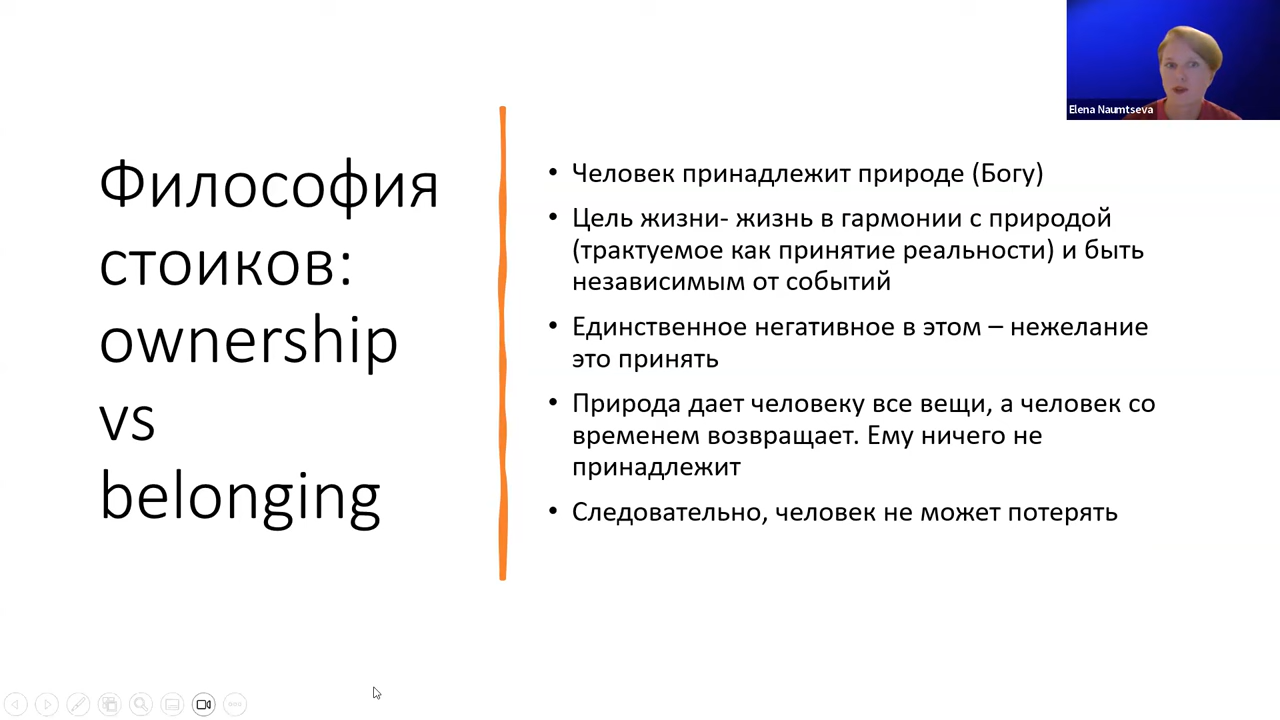 Elena Naumtseva
Философия
стоиков:
ownership
vs
belonging
• Человек принадлежит природе (Богу)
• Цель жизни- жизнь в гармонии с природой
(трактуемое как принятие реальности) и быть
независимым от событий
• Единственное негативное в этом – нежелание
это принять
• Природа дает человеку все вещи, а человек со
временем возвращает. Ему ничего не
принадлежит
• Следовательно, человек не может потерять